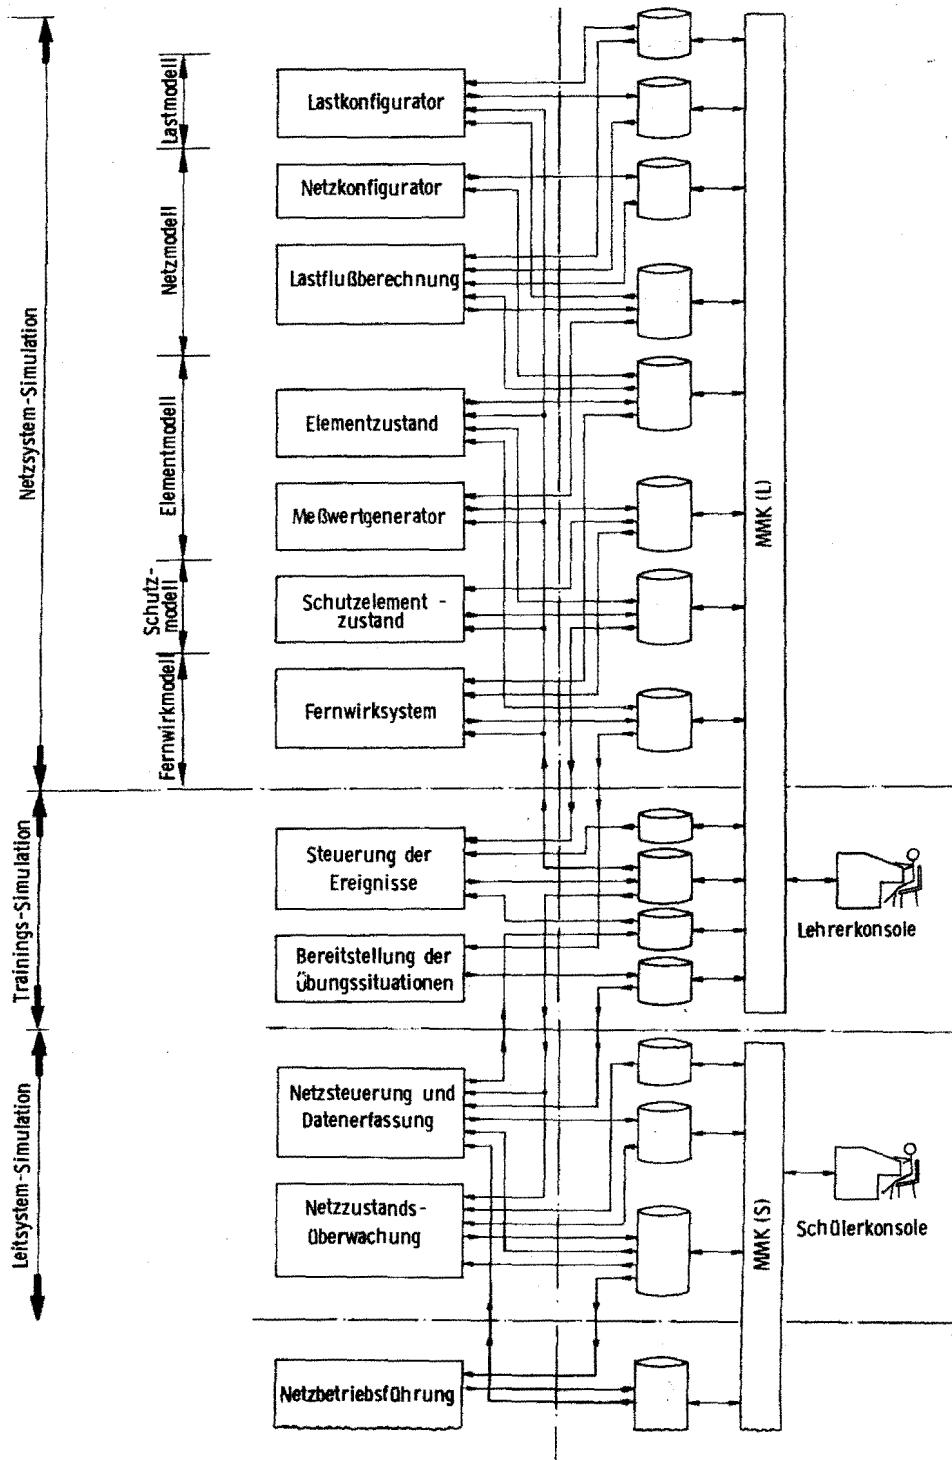 Netzsystem-Simulation
Lastmodell
Netzmodell
Elementmodell
Schutz-
modell
Fernwirkmodell
Lastkonfigurator
Netzkonfigurator
Lastflußberechnung
Elementzustand
Meßwertgenerator
Schutzelement -
zustand
Fernwirksystem
MMK (L)
Trainings-Simulation
Steuerung der
Ereignisse
Bereitstellung der
Übungssituationen
Lehrerkonsole
Leitsystem-Simulation
Netzsteuerung und
Datenerfassung
Netzzustands-
überwachung
Netzbetriebsführung
MMK (S)
Schülerkonsole